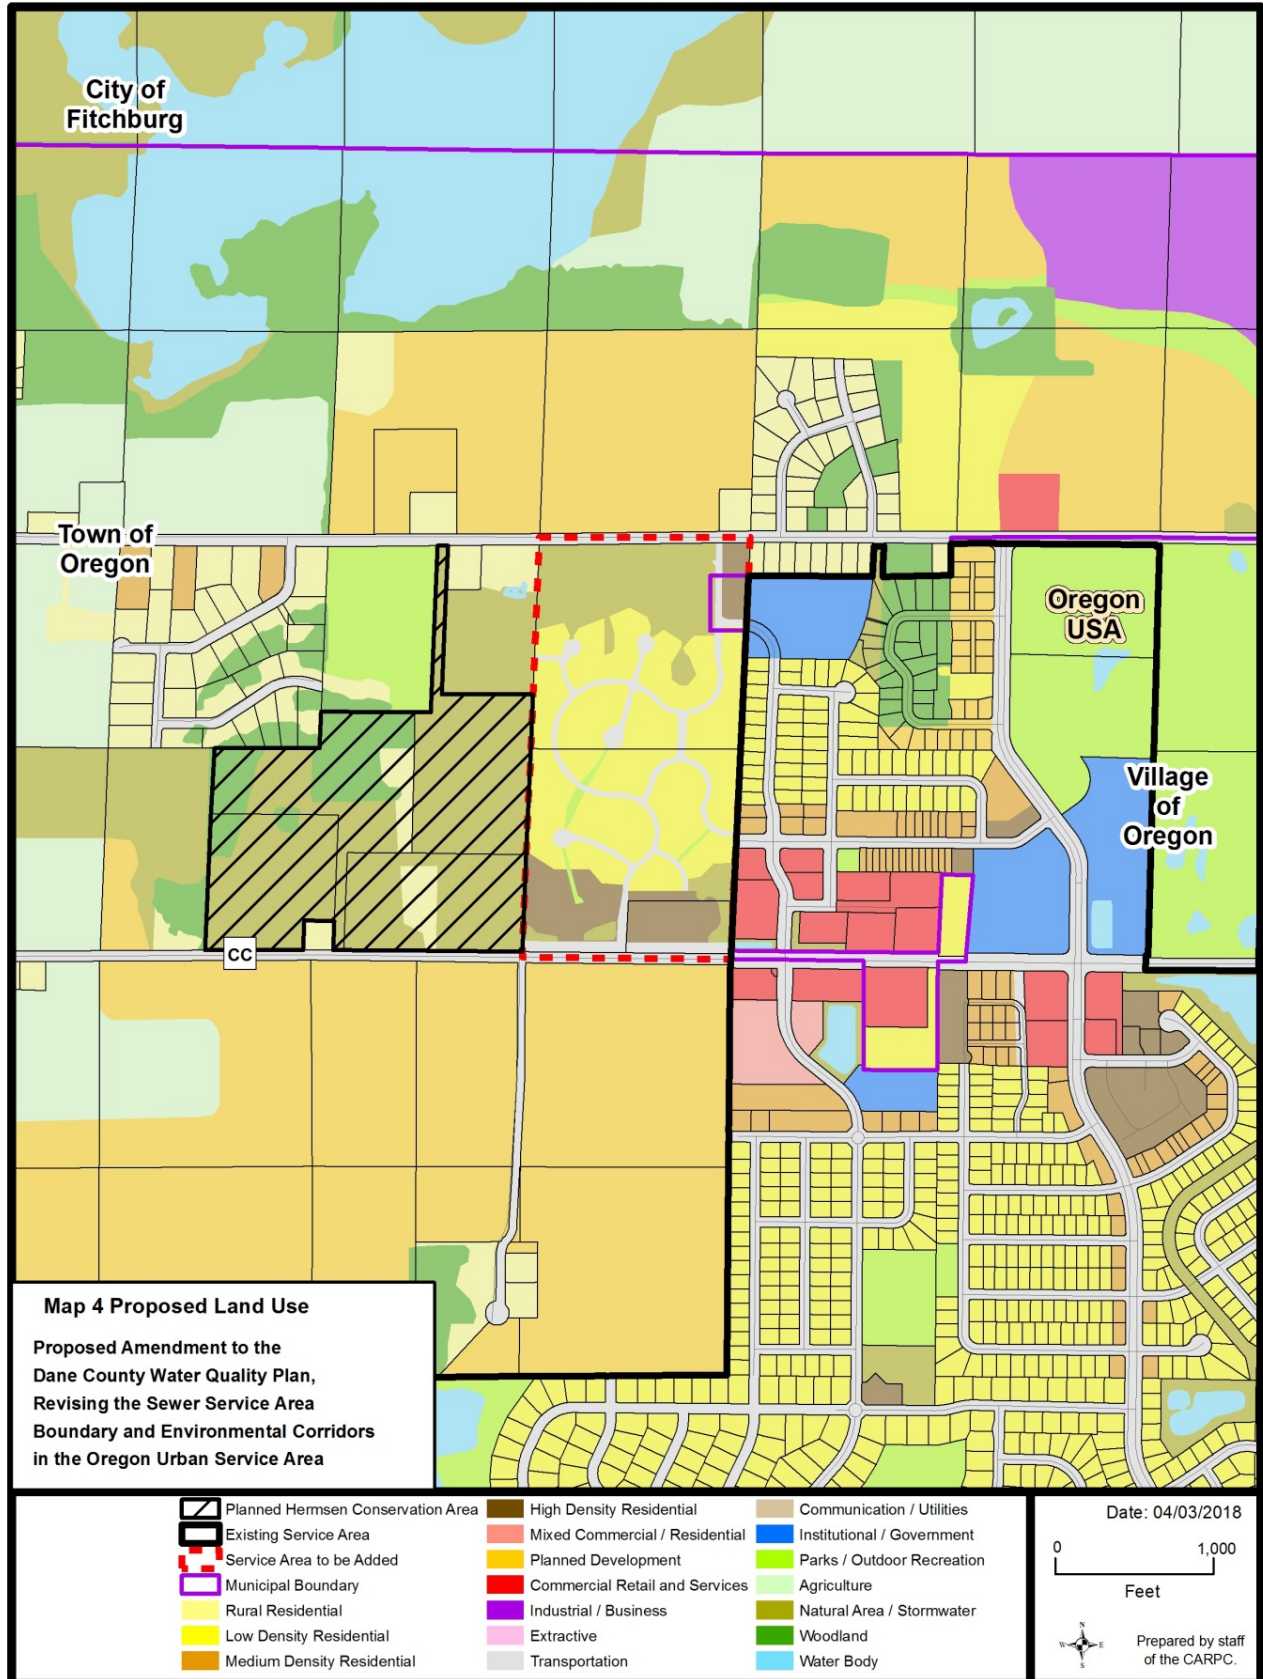 City of
Fitchburg
Town of
Oregon
Oregon
USA
Village
of
Oregon
CC
Map 4 Proposed Land Use
Proposed Amendment to the
Dane County Water Quality Plan,
Revising the Sewer Service Area
Boundary and Environmental Corridors
in the Oregon Urban Service Area
Planned Hermsen Conservation Area
Existing Service Area
Service Area to be Added
Municipal Boundary
Rural Residential
Low Density Residential
Medium Density Residential
High Density Residential
Mixed Commercial / Residential
Planned Development
Commercial Retail and Services
Industrial / Business
Extractive
Transportation
Communication / Utilities
Institutional / Government
Parks / Outdoor Recreation
Agriculture
Natural Area / Stormwater
Woodland
Water Body
Date: 04/03/2018
0 1,000
Feet
N
W E
S
Prepared by staff
of the CARPC.